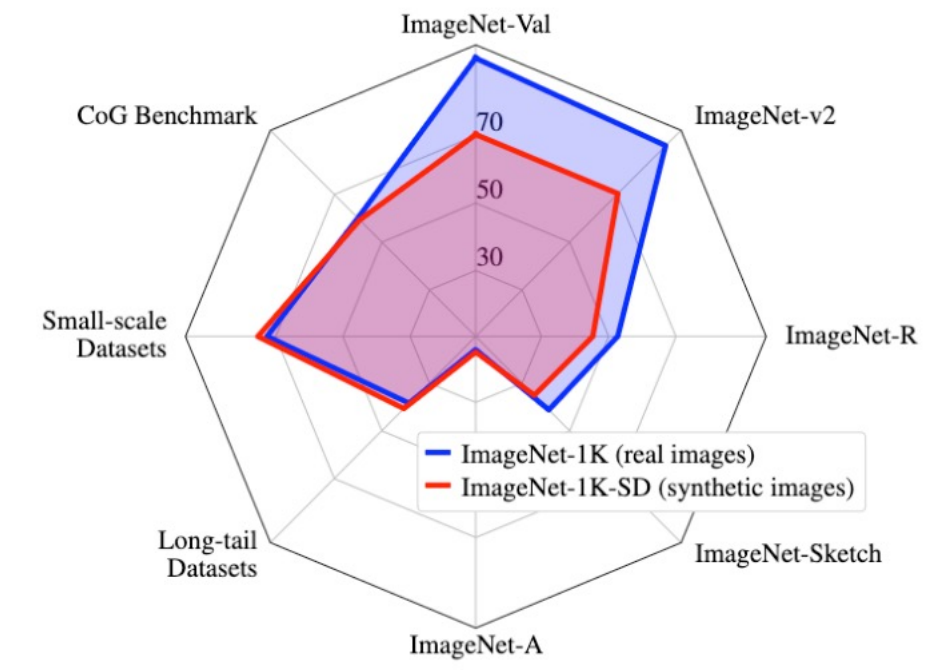 ImageNet-Val
CoG Benchmark
ImageNet-v2
70
50
30
Small-scale
Datasets
ImageNet-R
ImageNet-1K (real images)
ImageNet-1K-SD (synthetic images)
Long-tail
Datasets
ImageNet-Sketch
ImageNet-A